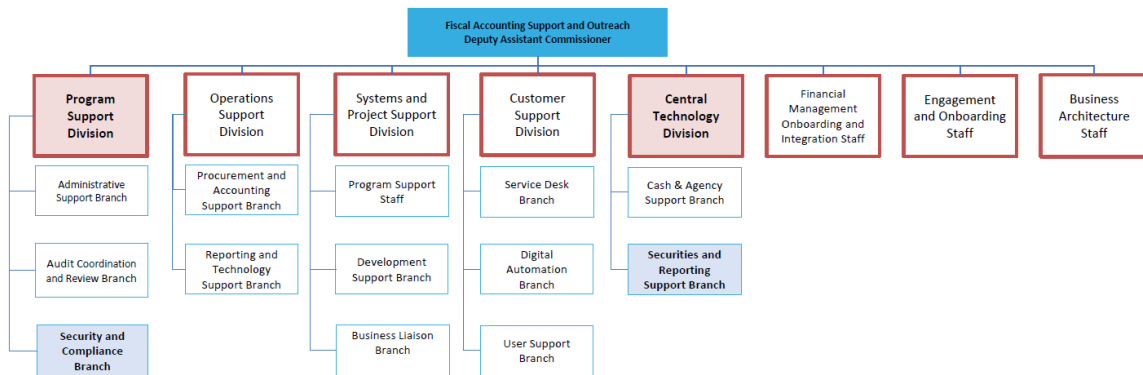 Fiscal Accounting Support and Outreach
Deputy Assistant Commissioner
Program
Support
Division
Operations
Support
Division
Systems and
Project Support
Division
Customer
Support
Division
Central
Technology
Division
Financial
Management
Onboarding and
Integration Staff
Engagement
and Onboarding
Staff
Business
Architecture
Staff
Administrative
Support Branch
Procurement and
Accounting
Support Branch
Program Support
Staff
Service Desk
Branch
Cash & Agency
Support Branch
Audit Coordination
and Review Branch
Reporting and
Technology
Support Branch
Development
Support Branch
Digital
Automation
Branch
Securities and
Reporting
Support Branch
Security and
Compliance
Branch
Business Liaison
Branch
User Support
Branch